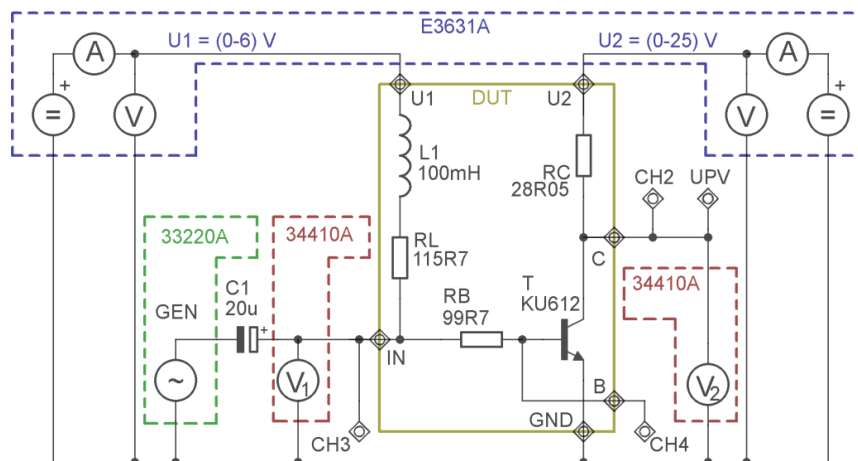 E3631A
U1 = (0-6) V
U2 = (0-25) V
A
A
+
+
=
V
V
=
U1
DUT
U2
L1
100mH
RC
28R05
CH2
UPV
33220A
34410A
RL
115R7
C
34410A
C1
20u
GEN
RB
99R7
T
KU612
+
IN
~
V1
B
V2
GND
CH3
CH4